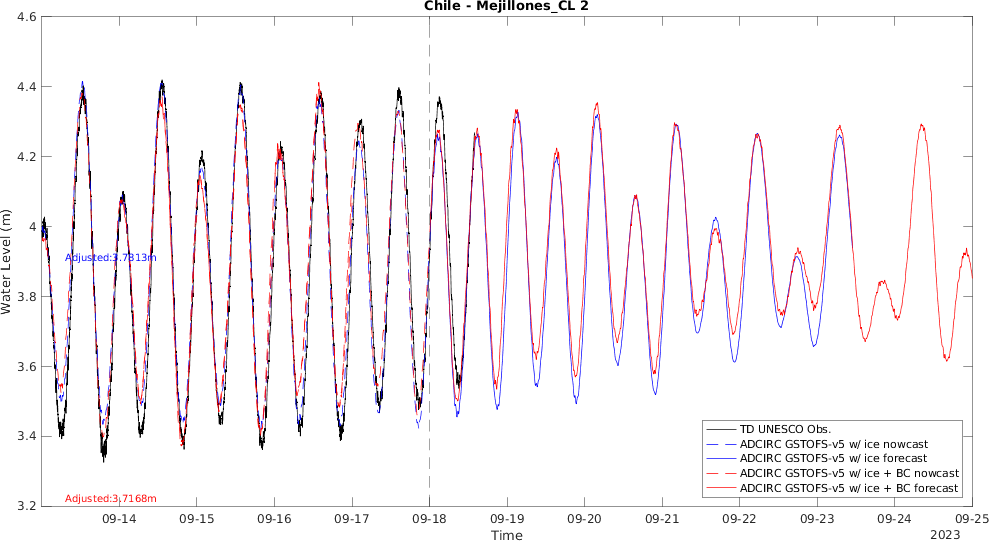 Chile - Mejillones_CL 2
4.6
4.4
4.2
4
3.8
3.6
3.4
3.2
Water Level (m)
Adjusted:3.7313m
Adjusted:3.7168m
TD UNESCO Obs.
ADCIRC GSTOFS-v5 w/ ice nowcast
ADCIRC GSTOFS-v5 w/ ice forecast
ADCIRC GSTOFS-v5 w/ ice + BC nowcast
ADCIRC GSTOFS-v5 w/ ice + BC forecast
09-14 09-15 09-16 09-17 09-18 09-19 09-20 09-21 09-22 09-23 09-24 09-25
Time
2023